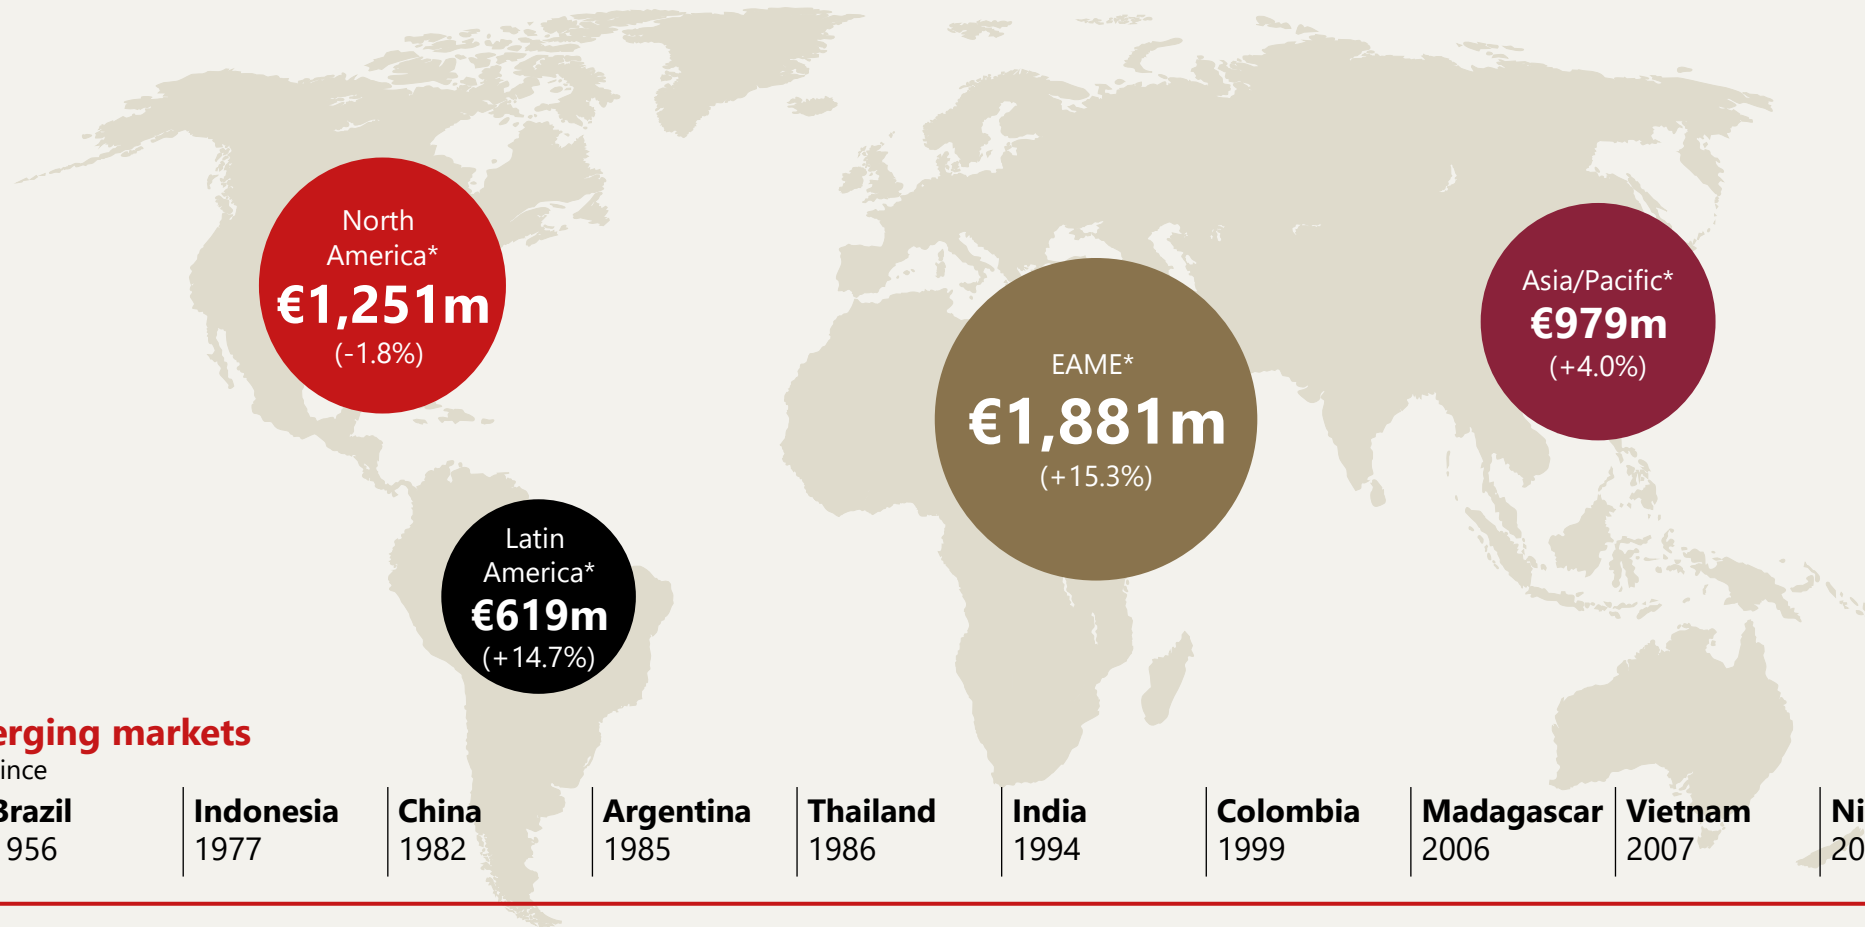 North
America*
€1,251m
(-1.8%)
Asia/Pacific*
€979m
(+4.0%)
EAME*
€1,881m
(+15.3%)
Latin
America*
€619m
(+14.7%)
erging markets
ince
Brazil
956
Indonesia
1977
China
1982
Argentina
1985
Thailand
1986
India
1994
Colombia
1999
Madagascar
2006
Vietnam
2007
Ni
20